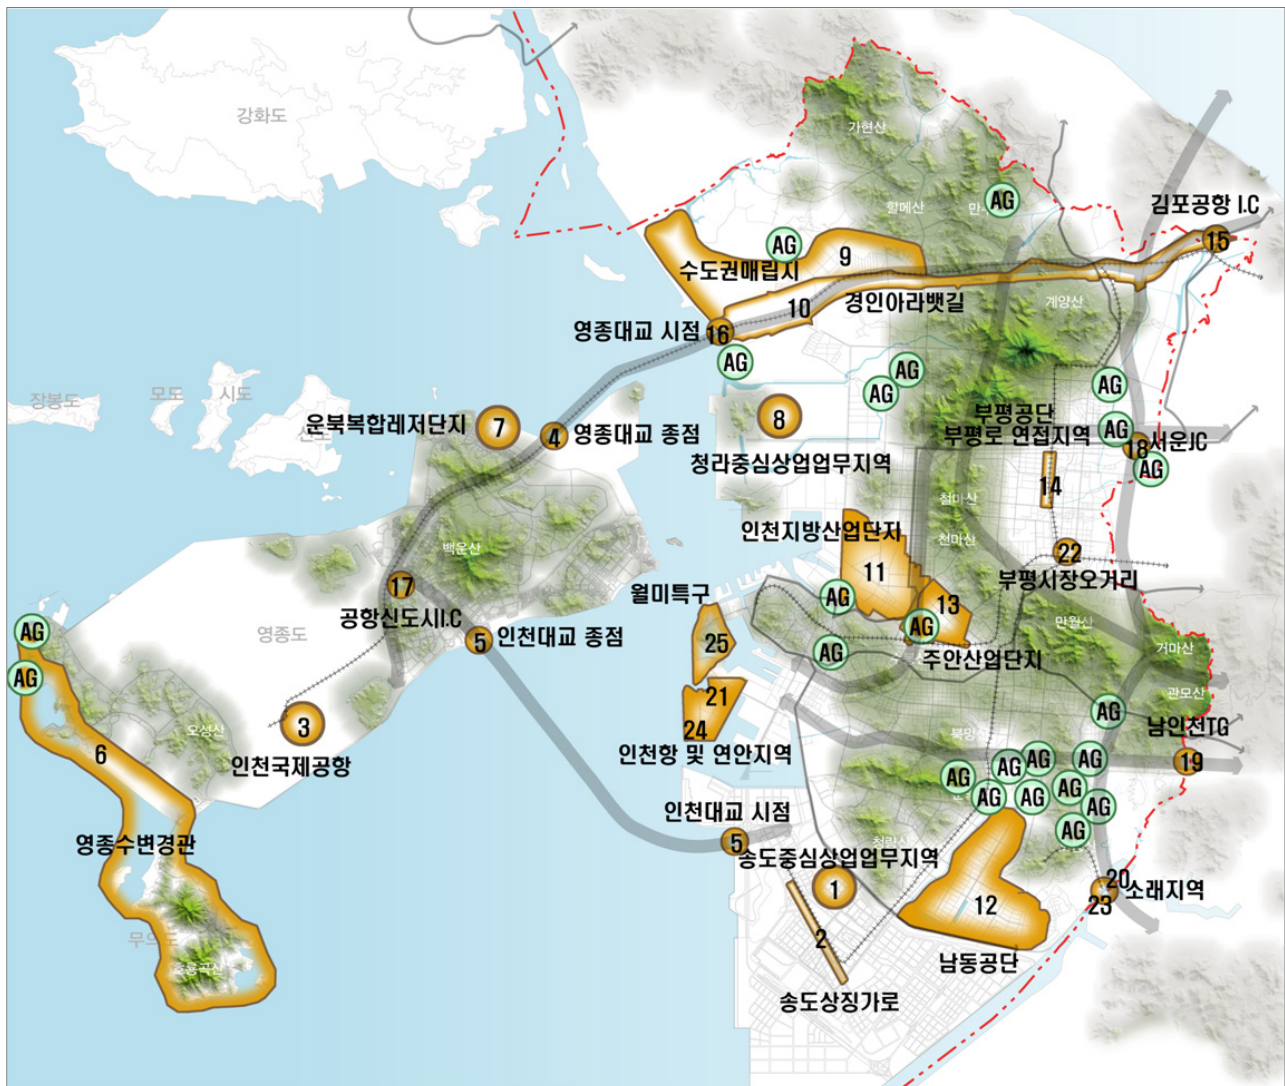 강화도
가현산
할메산
AG
김포공항 I.C
15
AG
9
수도권매립지
10
경인아라뱃길
계양산
영종대교 시점
16
AG
AG
AG
AG
장봉도
모도
시도
운북복합레저단지
7
4
영종대교 종점
8
청라중심상업업무지역
부평공단
부평로 연접지역
AG
18
서운JC
AG
14
철마산
인천지방산업단지
천마산
백운산
11
22
부평시장오거리
17
공항신도시I.C
월미특구
AG
13
AG
만월산
영종도
5
인천대교 종점
25
AG
주안산업단지
거마산
AG
AG
21
관모산
AG
3
오성산
24
남인천TG
6
인천국제공항
인천항 및 연안지역
19
AG
AG
AG
AG
AG
AG
AG
AG
AG
인천대교 시점
5
영종수변경관
송도중심상업업무지역
1
20
소래지역
23
12
2
남동공단
송도상징가로